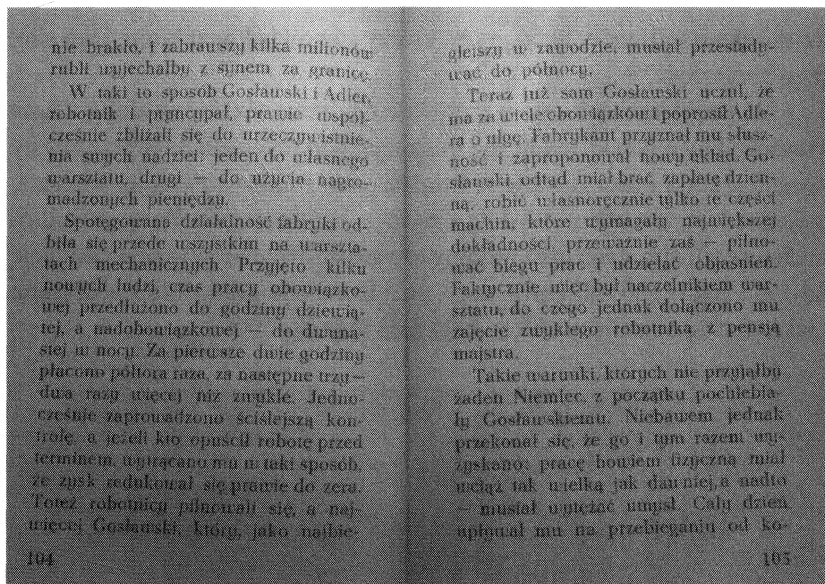 nie brakło, i zabrawszy kilka milionów
rubli wyjechałby z synem za granicę.
W taki to sposób Gosławski i Adler,
robotnik i pryncypał, prawie współ-
cześnie zbliżali się do urzeczywistnie-
nia swych nadziei: jeden do własnego
warsztatu, drugi — do użycia nagro-
madzonych pieniędzy.
Spotęgowana działalność fabryki od-
biła się przede wszystkim na warszta-
tach mechanicznych. Przyjęto kilku
nowych ludzi, czas pracy obowiązko-
wej przedłużono do godziny dziewią-
tej, a nadobowiązkowej — do dwuna-
stej w nocy. Za pierwsze dwie godziny
płacono półtora raza, za następne trzy —
dwa razy więcej niż zwykle. Jedno-
cześnie zaprowadzono ściślejszą kon-
trolę, a jeżeli kto opuścił robotę przed
terminem, wytrącano mu w taki sposób,
że zysk redukował się prawie do zera.
Toteż robotnicy pilnowali się, a naj-
więcej Gosławski, który, jako najbie-
104
glejszy w zawodzie, musiał przesiady-
wać do północy.
Teraz już sam Gosławski uczuł, że
ma za wiele obowiązków i poprosił Adle-
ra o ulgę. Fabrykant przyznał mu słusz-
ność i zaproponował nowy układ. Go-
sławski odtąd miał brać zapłatę dzien-
ną, robić własnoręcznie tylko te części
machin, które wymagały największej
dokładności, przeważnie zaś — pilno-
wać biegu prac i udzielać objaśnień.
Faktycznie więc był naczelnikiem war-
sztatu, do czego jednak dołączono mu
zajęcie zwykłego robotnika z pensją
majstra.
Takie warunki, których nie przyjąłby
żaden Niemiec, z początku pochlebia-
ły Gosławskiemu. Niebawem jednak
przekonał się, że go i tym razem wy-
zyskano: pracę bowiem fizyczną miał
wciąż tak wielką jak dawniej, a nadto
— musiał wytężać umysł. Cały dzień
upływał mu na przebieganiu od ko-
105